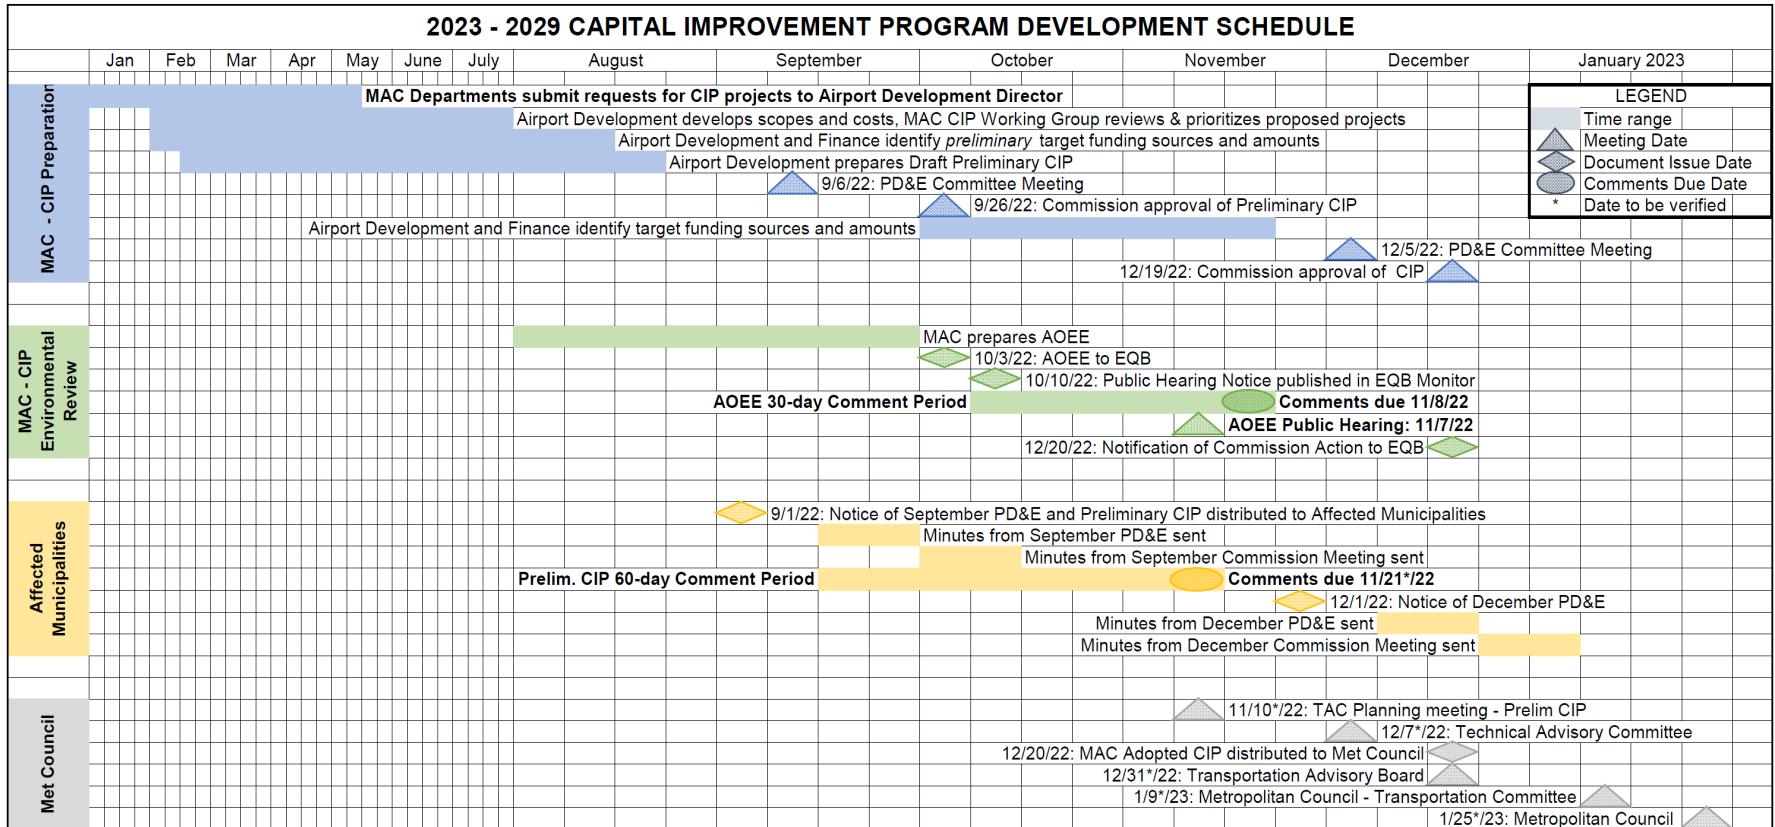 2023 - 2029 CAPITAL IMPROVEMENT PROGRAM DEVELOPMENT SCHEDULE
Jan Feb Mar Apr May June July August September October November December January 2023
MAC - CIP Preparation
MAC Departments submit requests for CIP projects to Airport Development Director
Airport Development develops scopes and costs, MAC CIP Working Group reviews & prioritizes proposed projects
Airport Development and Finance identify preliminary target funding sources and amounts
Airport Development prepares Draft Preliminary CIP
9/6/22: PD&E Committee Meeting
9/26/22: Commission approval of Preliminary CIP
Airport Development and Finance identify target funding sources and amounts
12/5/22: PD&E Committee Meeting
12/19/22: Commission approval of CIP
LEGEND
Time range
Meeting Date
Document Issue Date
Comments Due Date
* Date to be verified
MAC - CIP
Environmental
Review
MAC prepares AOEE
10/3/22: AOEE to EQB
10/10/22: Public Hearing Notice published in EQB Monitor
AOEE 30-day Comment Period Comments due 11/8/22
AOEE Public Hearing: 11/7/22
12/20/22: Notification of Commission Action to EQB
Affected
Municipalities
9/1/22: Notice of September PD&E and Preliminary CIP distributed to Affected Municipalities
Minutes from September PD&E sent
Minutes from September Commission Meeting sent
Prelim. CIP 60-day Comment Period Comments due 11/21*/22
12/1/22: Notice of December PD&E
Minutes from December PD&E sent
Minutes from December Commission Meeting sent
Met Council
11/10*/22: TAC Planning meeting - Prelim CIP
12/7*/22: Technical Advisory Committee
12/20/22: MAC Adopted CIP distributed to Met Council
12/31*/22: Transportation Advisory Board
1/9*/23: Metropolitan Council - Transportation Committee
1/25*/23: Metropolitan Council